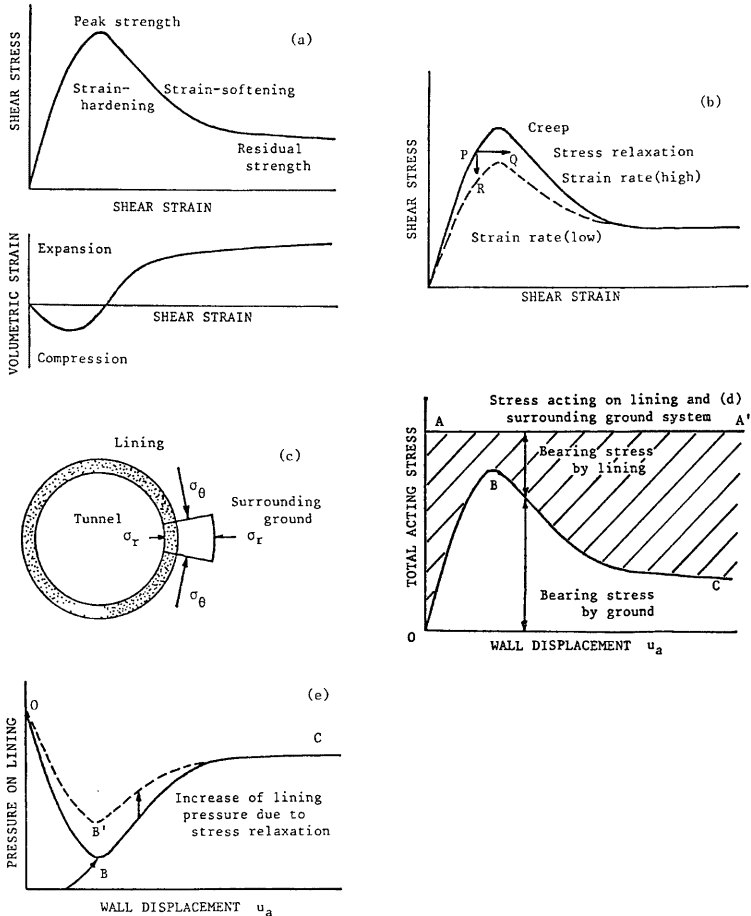 (a)
Peak strength
Strain-
hardening
Strain-softening
Residual
strength
SHEAR STRESS
SHEAR STRAIN
Expansion
VOLUMETRIC STRAIN
SHEAR STRAIN
Compression
(b)
Creep
P
Q
Stress relaxation
R
Strain rate(high)
Strain rate(low)
SHEAR STRESS
SHEAR STRAIN
(c)
Lining
σθ
Surrounding
ground
Tunnel
σr
σr
σθ
Stress acting on lining and (d)
surrounding ground system
A
A'
Bearing stress
by lining
B
C
Bearing stress
by ground
TOTAL ACTING STRESS
O
WALL DISPLACEMENT ua
(e)
O
C
B'
Increase of lining
pressure due to
stress relaxation
B
PRESSURE ON LINING
WALL DISPLACEMENT ua